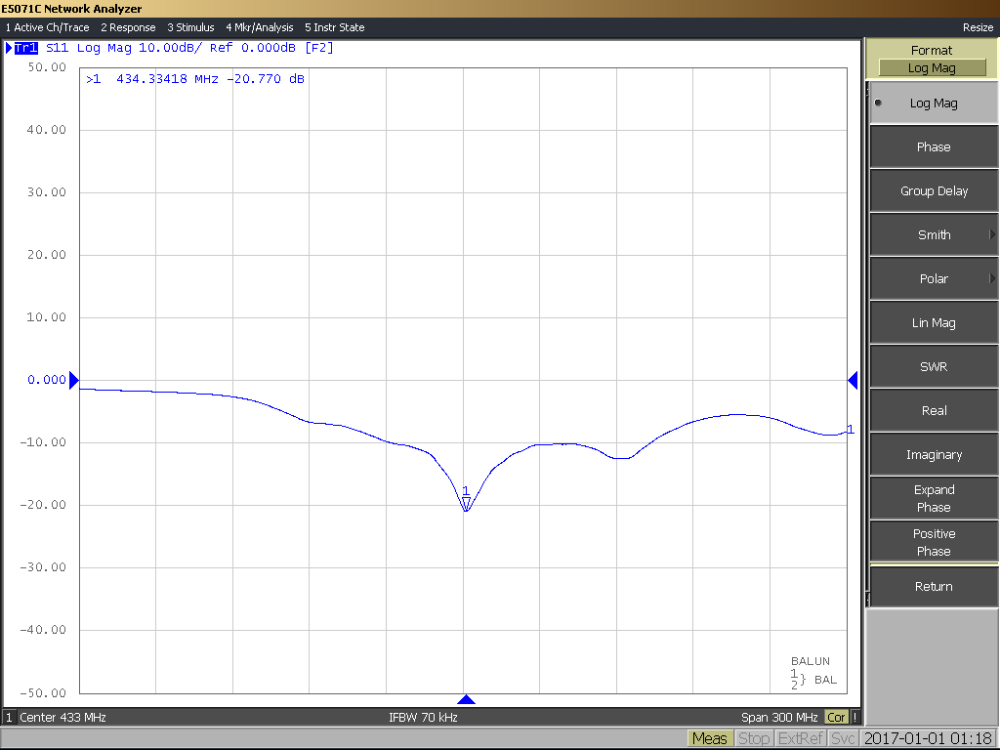 E5071C Network Analyzer
1 Active Ch/Trace 2 Response 3 Stimulus 4 Mkr/Analysis 5 Instr State Resize
Tr1 S11 Log Mag 10.00dB/ Ref 0.000dB [F2]
50.00
>1 434.33418 MHz -20.770 dB
40.00
30.00
20.00
10.00
0.000
-10.00
-20.00
-30.00
-40.00
-50.00
1
1
BALUN
1
2} BAL
Format
Log Mag
Log Mag
Phase
Group Delay
Smith
Polar
Lin Mag
SWR
Real
Imaginary
Expand
Phase
Positive
Phase
Return
1 Center 433 MHz IFBW 70 kHz Span 300 MHz Cor !
Meas Stop ExtRef Svc 2017-01-01 01:18